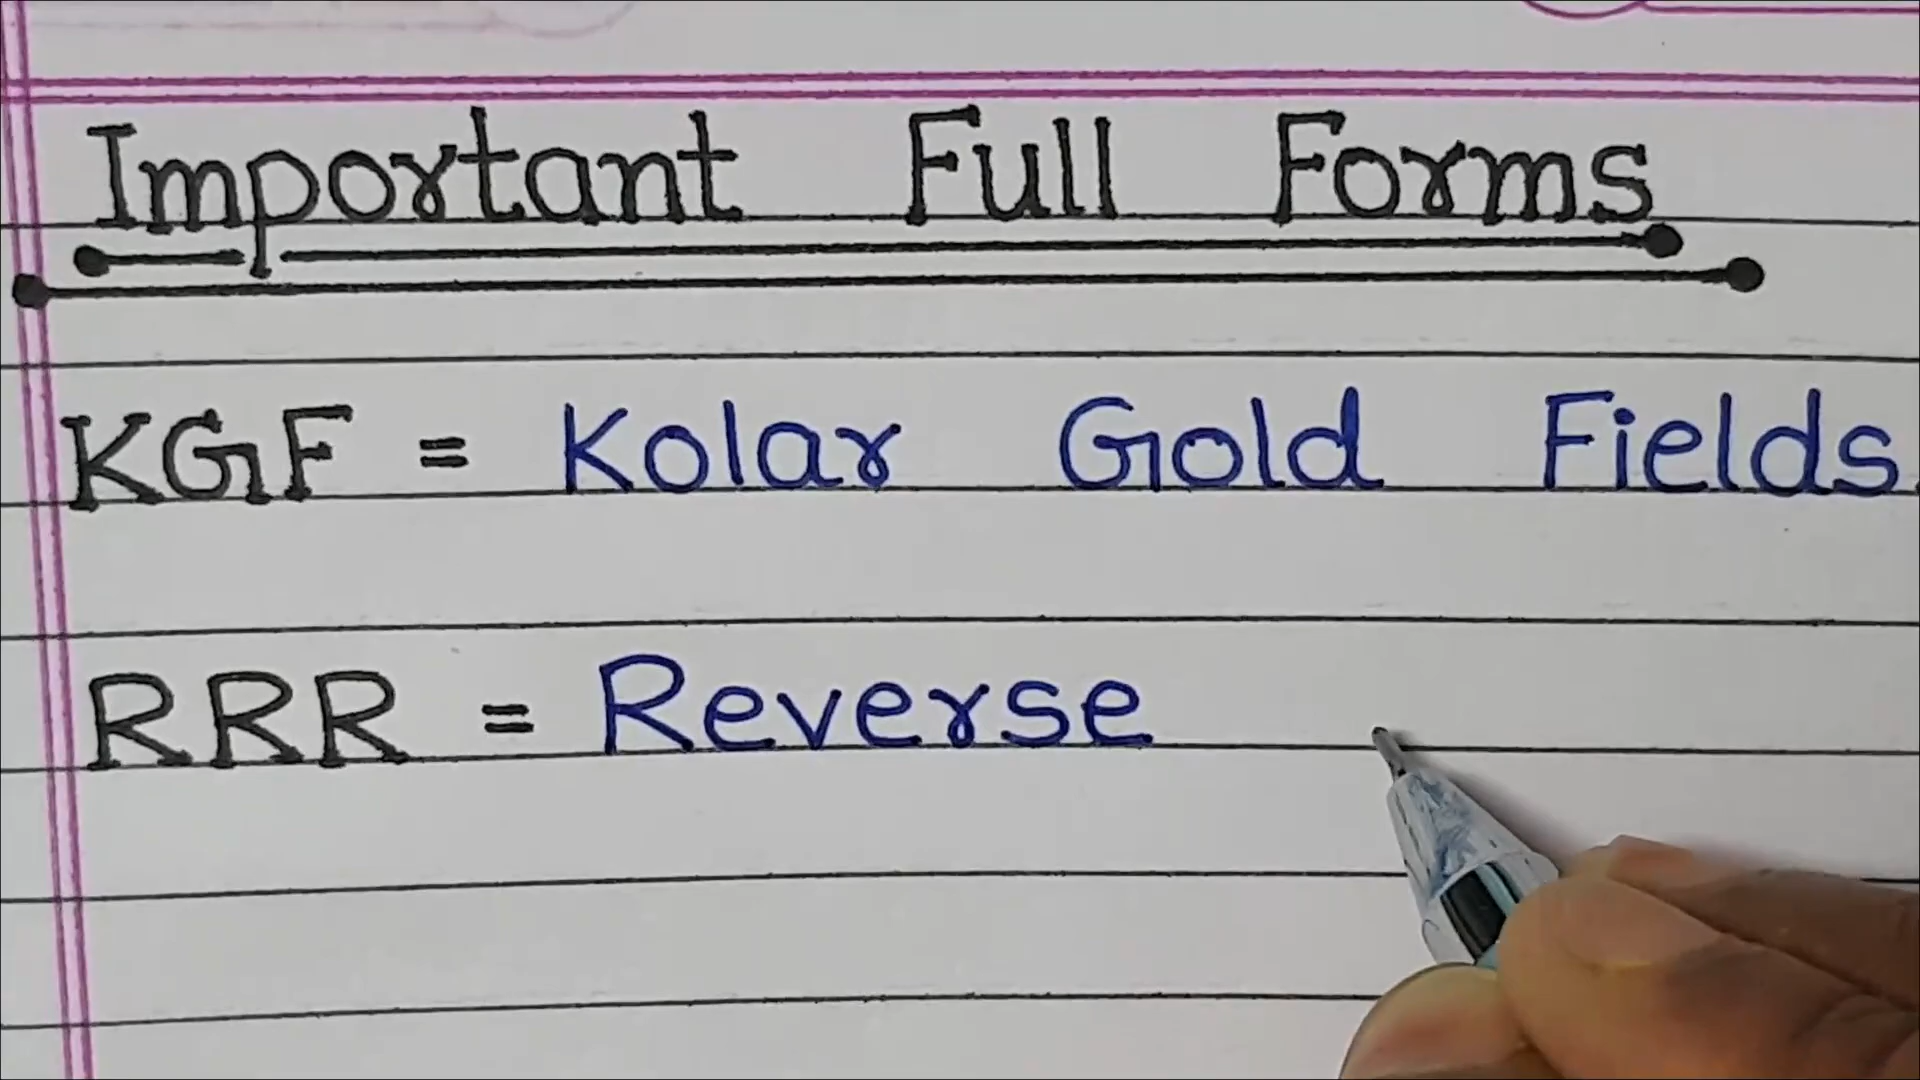 Important Full Forms
KGF = Kolar Gold Fields.
RRR = Reverse